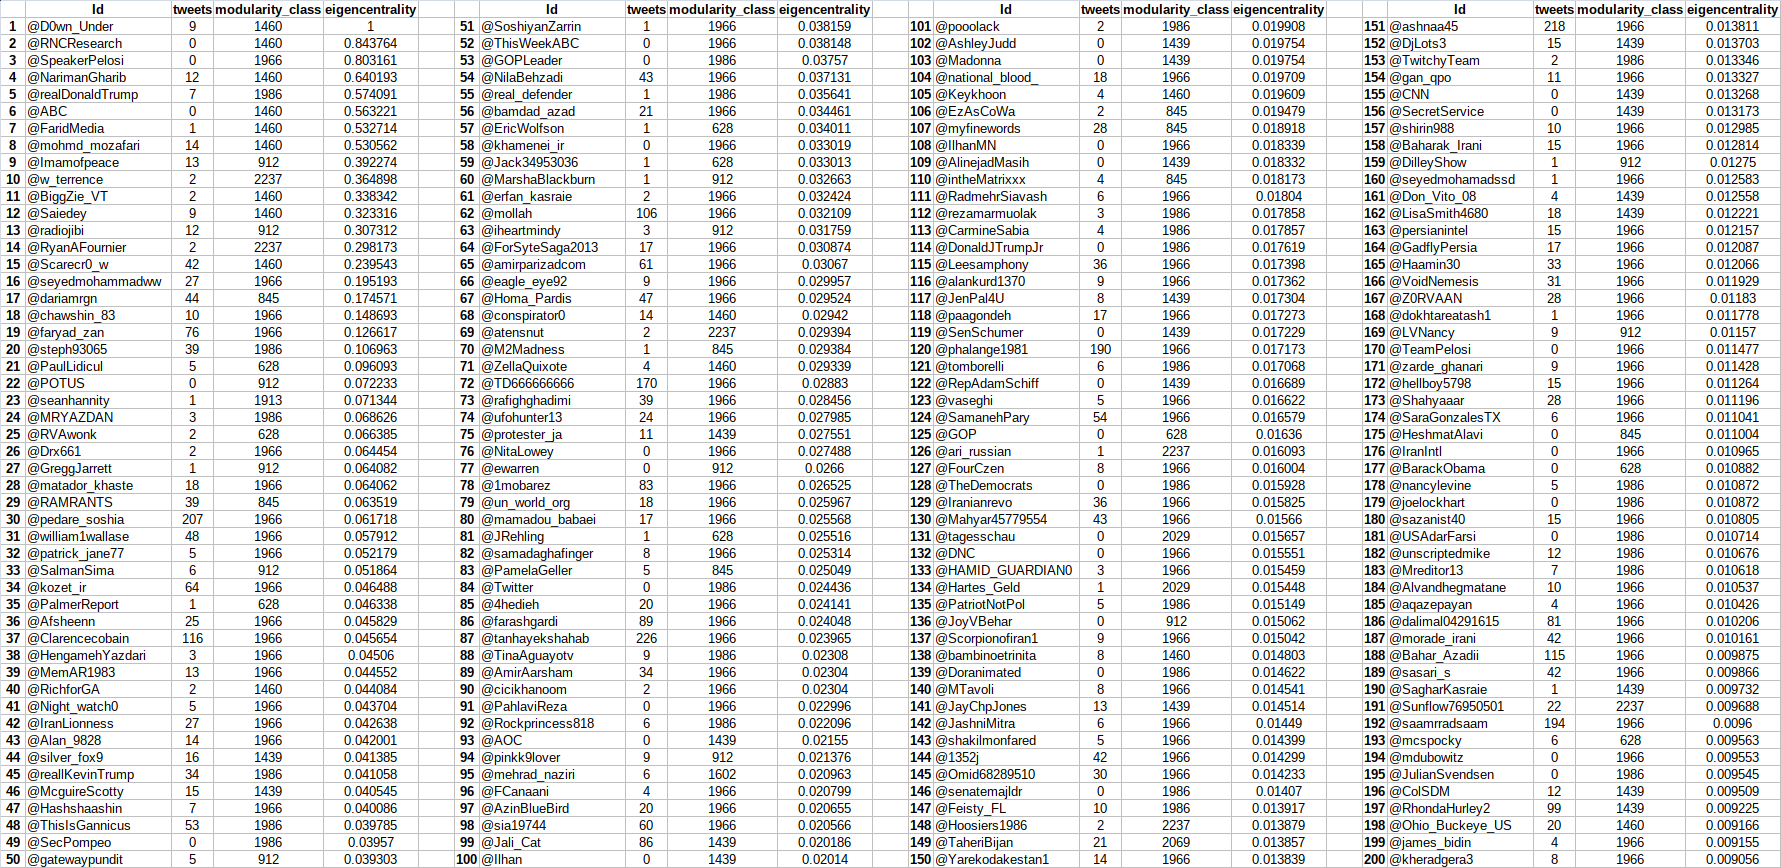 Id tweets modularity_class eigencentrality Id tweets modularity_class eigencentrality Id tweets modularity_class eigencentrality Id tweets modularity_class eigencentrality
1 @D0wn_Under 9 1460 1 51 @SoshiyanZarrin 1 1966 0.038159 101 @pooolack 2 1986 0.019908 151 @ashnaa45 218 1966 0.013811
2 @RNCResearch 0 1460 0.843764 52 @ThisWeekABC 0 1966 0.038148 102 @AshleyJudd 0 1439 0.019754 152 @DjLots3 15 1439 0.013703
3 @SpeakerPelosi 0 1966 0.803161 53 @GOPLeader 0 1986 0.03757 103 @Madonna 0 1439 0.019754 153 @TwitchyTeam 2 1986 0.013346
4 @NarimanGharib 12 1460 0.640193 54 @NilaBehzadi 43 1966 0.037131 104 @national_blood_ 18 1966 0.019709 154 @gan_qpo 11 1966 0.013327
5 @realDonaldTrump 7 1986 0.574091 55 @real_defender 1 1986 0.035641 105 @Keykhoon 4 1460 0.019609 155 @CNN 0 1439 0.013268
6 @ABC 0 1460 0.563221 56 @bamdad_azad 21 1966 0.034461 106 @EzAsCoWa 2 845 0.019479 156 @SecretService 0 1439 0.013173
7 @FaridMedia 1 1460 0.532714 57 @EricWolfson 1 628 0.034011 107 @myfinewords 28 845 0.018918 157 @shirin988 10 1966 0.012985
8 @mohmd_mozafari 14 1460 0.530562 58 @khamenei_ir 0 1966 0.033019 108 @IlhanMN 0 1966 0.018339 158 @Baharak_Irani 15 1966 0.012814
9 @Imamofpeace 13 912 0.392274 59 @Jack34953036 1 628 0.033013 109 @AlinejadMasih 0 1439 0.018332 159 @DilleyShow 1 912 0.01275
10 @w_terrence 2 2237 0.364898 60 @MarshaBlackburn 1 912 0.032663 110 @intheMatrixxx 4 845 0.018173 160 @seyedmohamadssd 1 1966 0.012583
11 @BiggZie_VT 2 1460 0.338342 61 @erfan_kasraie 2 1966 0.032424 111 @RadmehrSiavash 6 1966 0.01804 161 @Don_Vito_08 4 1439 0.012558
12 @Saiedey 9 1460 0.323316 62 @mollah 106 1966 0.032109 112 @rezamarmuolak 3 1986 0.017858 162 @LisaSmith4680 18 1439 0.012221
13 @radiojibi 12 912 0.307312 63 @iheartmindy 3 912 0.031759 113 @CarmineSabia 4 1986 0.017857 163 @persianintel 15 1966 0.012157
14 @RyanAFournier 2 2237 0.298173 64 @ForSyteSaga2013 17 1966 0.030874 114 @DonaldJTrumpJr 0 1986 0.017619 164 @GadflyPersia 17 1966 0.012087
15 @Scarecr0_w 42 1460 0.239543 65 @amirparizadcom 61 1966 0.03067 115 @Leesamphony 36 1966 0.017398 165 @Haamin30 33 1966 0.012066
16 @seyedmohammadww 27 1966 0.195193 66 @eagle_eye92 9 1966 0.029957 116 @alankurd1370 9 1966 0.017362 166 @VoidNemesis 31 1966 0.011929
17 @dariamrgn 44 845 0.174571 67 @Homa_Pardis 47 1966 0.029524 117 @JenPal4U 8 1439 0.017304 167 @Z0RVAAN 28 1966 0.01183
18 @chawshin_83 10 1966 0.148693 68 @conspirator0 14 1460 0.02942 118 @paagondeh 17 1966 0.017273 168 @dokhtareatash1 1 1966 0.011778
19 @faryad_zan 76 1966 0.126617 69 @atensnut 2 2237 0.029394 119 @SenSchumer 0 1439 0.017229 169 @LVNancy 9 912 0.01157
20 @steph93065 39 1986 0.106963 70 @M2Madness 1 845 0.029384 120 @phalange1981 190 1966 0.017173 170 @TeamPelosi 0 1966 0.011477
21 @PaulLidicul 5 628 0.096093 71 @ZellaQuixote 4 1460 0.029339 121 @tomborelli 6 1986 0.017068 171 @zarde_ghanari 9 1966 0.011428
22 @POTUS 0 912 0.072233 72 @TD666666666 170 1966 0.02883 122 @RepAdamSchiff 0 1439 0.016689 172 @hellboy5798 15 1966 0.011264
23 @seanhannity 1 1913 0.071344 73 @rafighghadimi 39 1966 0.028456 123 @vaseghi 5 1966 0.016622 173 @Shahyaaar 28 1966 0.011196
24 @MRYAZDAN 3 1986 0.068626 74 @ufohunter13 24 1966 0.027985 124 @SamanehPary 54 1966 0.016579 174 @SaraGonzalesTX 6 1966 0.011041
25 @RVAwonk 2 628 0.066385 75 @protester_ja 11 1439 0.027551 125 @GOP 0 628 0.01636 175 @HeshmatAlavi 0 845 0.011004
26 @Drx661 2 1966 0.064454 76 @NitaLowey 0 1966 0.027488 126 @ari_russian 1 2237 0.016093 176 @IranIntl 0 1966 0.010965
27 @GreggJarrett 1 912 0.064082 77 @ewarren 0 912 0.0266 127 @FourCzen 8 1966 0.016004 177 @BarackObama 0 628 0.010882
28 @matador_khaste 18 1966 0.064062 78 @1mobarez 83 1966 0.026525 128 @TheDemocrats 0 1986 0.015928 178 @nancylevine 5 1986 0.010872
29 @RAMRANTS 39 845 0.063519 79 @un_world_org 18 1966 0.025967 129 @Iranianrevo 36 1966 0.015825 179 @joelockhart 0 1986 0.010872
30 @pedare_soshia 207 1966 0.061718 80 @mamadou_babaei 17 1966 0.025568 130 @Mahyar45779554 43 1966 0.01566 180 @sazanist40 15 1966 0.010805
31 @william1wallase 48 1966 0.057912 81 @JRehling 1 628 0.025516 131 @tagesschau 0 2029 0.015657 181 @USAdarFarsi 0 1986 0.010714
32 @patrick_jane77 5 1966 0.052179 82 @samadaghafinger 8 1966 0.025314 132 @DNC 0 1966 0.015551 182 @unscriptedmike 12 1986 0.010676
33 @SalmanSima 6 912 0.051864 83 @PamelaGeller 5 845 0.025049 133 @HAMID_GUARDIAN0 3 1966 0.015459 183 @Mreditor13 7 1986 0.010618
34 @kozet_ir 64 1966 0.046488 84 @Twitter 0 1986 0.024436 134 @Hartes_Geld 1 2029 0.015448 184 @Alvandhegmatane 10 1966 0.010537
35 @PalmerReport 1 628 0.046338 85 @4hedieh 20 1966 0.024141 135 @PatriotNotPol 5 1986 0.015149 185 @aqazepayan 4 1966 0.010426
36 @Afsheenn 25 1966 0.045829 86 @farashgardi 89 1966 0.024048 136 @JoyVBehar 0 912 0.015062 186 @dalimal04291615 81 1966 0.010206
37 @Clarencecobain 116 1966 0.045654 87 @tanhayekshahab 226 1966 0.023965 137 @Scorpionofiran1 9 1966 0.015042 187 @morade_irani 42 1966 0.010161
38 @HengamehYazdari 3 1966 0.04506 88 @TinaAguayotv 9 1986 0.02308 138 @bambinoetrinita 8 1460 0.014803 188 @Bahar_Azadii 115 1966 0.009875
39 @MemAR1983 13 1966 0.044552 89 @AmirAarsham 34 1966 0.02304 139 @Doranimated 0 1986 0.014622 189 @sasari_s 42 1966 0.009866
40 @RichforGA 2 1460 0.044084 90 @cicikhanoom 2 1966 0.02304 140 @MTavoli 8 1966 0.014541 190 @SagharKasraie 1 1439 0.009732
41 @Night_watch0 5 1966 0.043704 91 @PahlaviReza 0 1966 0.022996 141 @JayChpJones 13 1439 0.014514 191 @Sunflow76950501 22 2237 0.009688
42 @IranLionness 27 1966 0.042638 92 @Rockprincess818 6 1986 0.022096 142 @JashniMitra 6 1966 0.01449 192 @saamrradsaam 194 1966 0.0096
43 @Alan_9828 14 1966 0.042001 93 @AOC 0 1439 0.02155 143 @shakilmonfared 5 1966 0.014399 193 @mcspocky 6 628 0.009563
44 @silver_fox9 16 1439 0.041385 94 @pinkk9lover 9 912 0.021376 144 @1352j 42 1966 0.014299 194 @mdubowitz 0 1966 0.009553
45 @reallKevinTrump 34 1986 0.041058 95 @mehrad_naziri 6 1602 0.020963 145 @Omid68289510 30 1966 0.014233 195 @JulianSvendsen 0 1986 0.009545
46 @McguireScotty 15 1439 0.040545 96 @FCanaani 4 1966 0.020799 146 @senatemajldr 0 1986 0.01407 196 @ColSDM 12 1439 0.009509
47 @Hashshaashin 7 1966 0.040086 97 @AzinBlueBird 20 1966 0.020655 147 @Feisty_FL 10 1986 0.013917 197 @RhondaHurley2 99 1439 0.009225
48 @ThisIsGannicus 53 1986 0.039785 98 @sia19744 60 1966 0.020566 148 @Hoosiers1986 2 2237 0.013879 198 @Ohio_Buckeye_US 20 1460 0.009166
49 @SecPompeo 0 1986 0.03957 99 @Jali_Cat 86 1439 0.020186 149 @TaheriBijan 21 2069 0.013857 199 @james_bidin 4 1966 0.009155
50 @gatewaypundit 5 912 0.039303 100 @Ilhan 0 1439 0.02014 150 @Yarekodakestan1 14 1966 0.013839 200 @kheradgera3 8 1966 0.009056